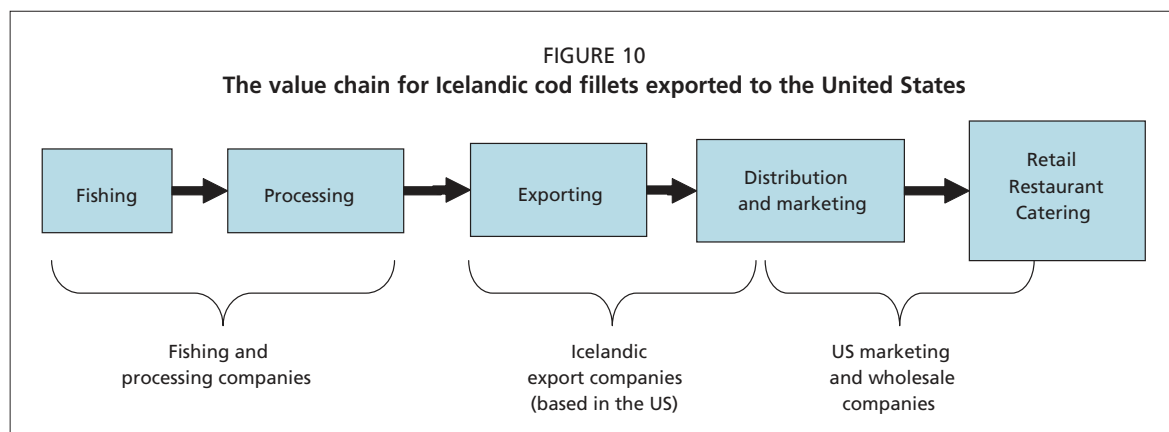 FIGURE 10
The value chain for Icelandic cod fillets exported to the United States
Fishing
Processing
Exporting
Distribution
and marketing
Retail
Restaurant
Catering
Fishing and
processing companies
Icelandic
export companies
(based in the US)
US marketing
and wholesale
companies